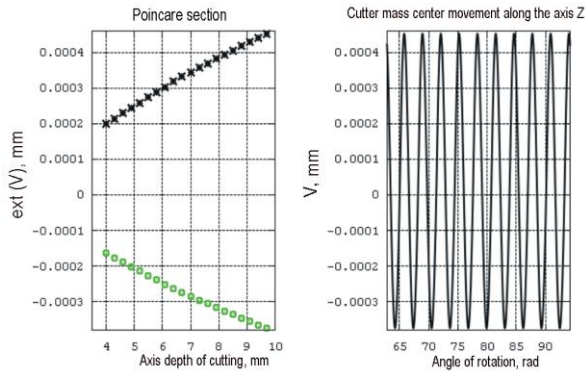 Poincare section
ext (V), mm
0.0004
0.0003
0.0002
0.0001
0
-0.0001
-0.0002
-0.0003
4 5 6 7 8 9 10
Axis depth of cutting, mm
Cutter mass center movement along the axis Z
V, mm
0.0004
0.0003
0.0002
0.0001
0
-0.0001
-0.0002
-0.0003
65 70 75 80 85 90
Angle of rotation, rad